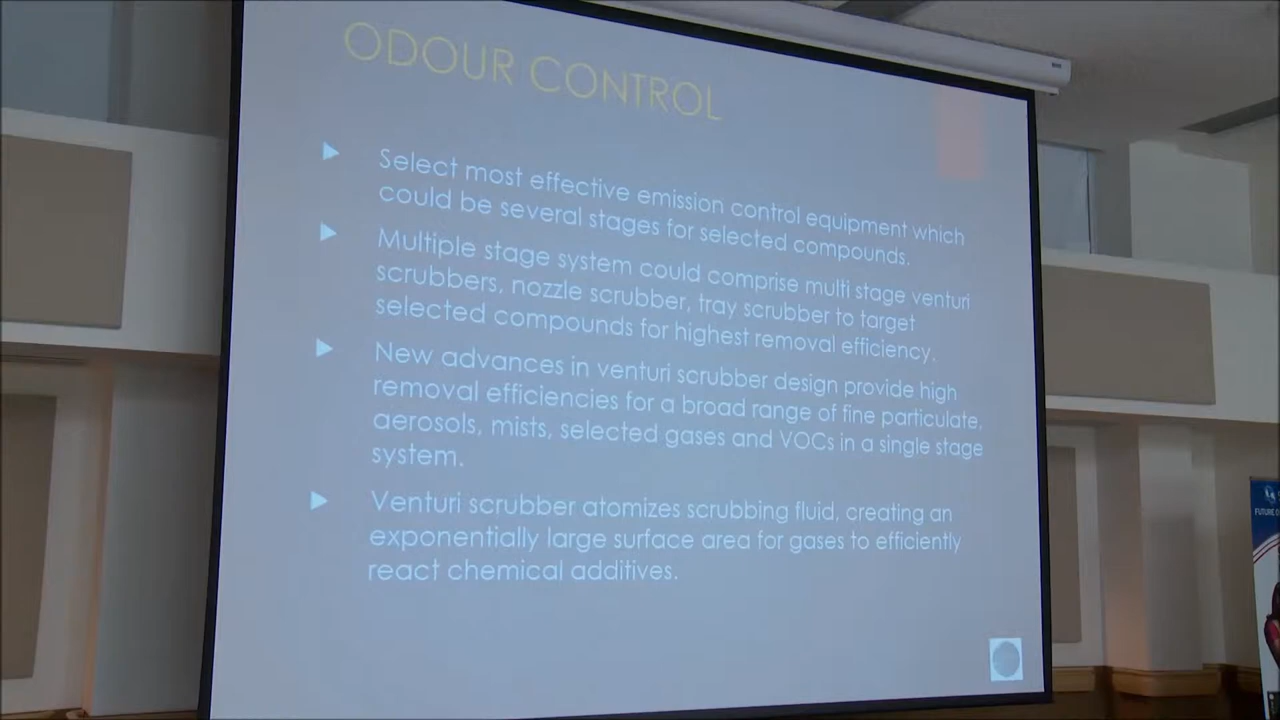 ODOUR CONTROL
Select most effective emission control equipment which
could be several stages for selected compounds.
Multiple stage system could comprise multi stage venturi
scrubbers, nozzle scrubber, tray scrubber to target
selected compounds for highest removal efficiency.
New advances in venturi scrubber design provide high
removal efficiencies for a broad range of fine particulate,
aerosols, mists, selected gases and VOCs in a single stage
system.
Venturi scrubber atomizes scrubbing fluid, creating an
exponentially large surface area for gases to efficiently
react chemical additives.
FUTURE